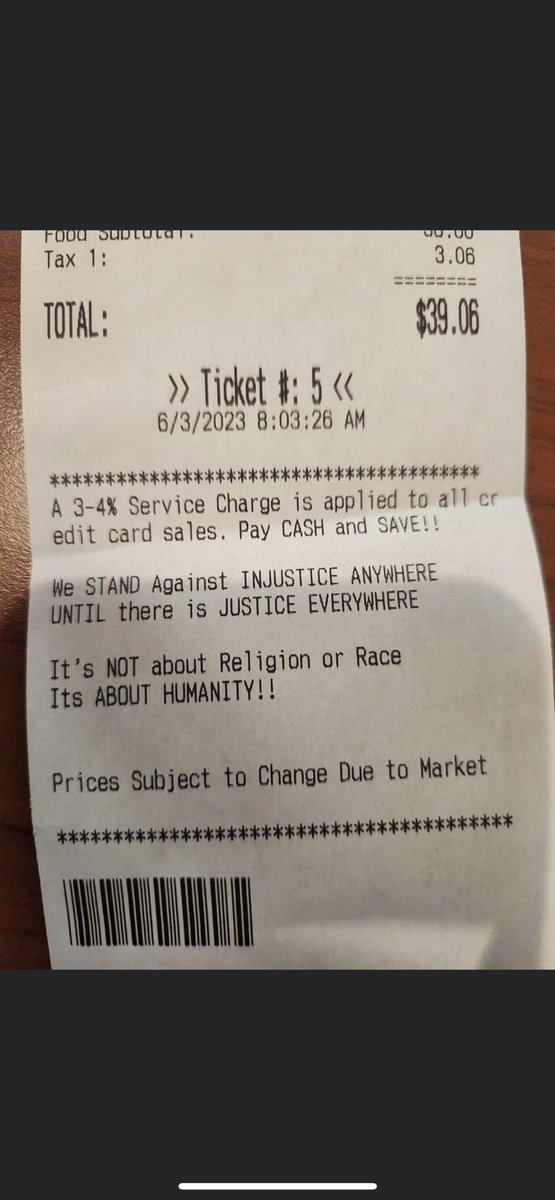 Food Subtotal:
Tax 1: 3.06
========
TOTAL: $39.06
>> Ticket #: 5 <<
6/3/2023 8:03:26 AM
*****************************************
A 3-4% Service Charge is applied to all cr
edit card sales. Pay CASH and SAVE!!
We STAND Against INJUSTICE ANYWHERE
UNTIL there is JUSTICE EVERYWHERE
It's NOT about Religion or Race
Its ABOUT HUMANITY!!
Prices Subject to Change Due to Market
*****************************************